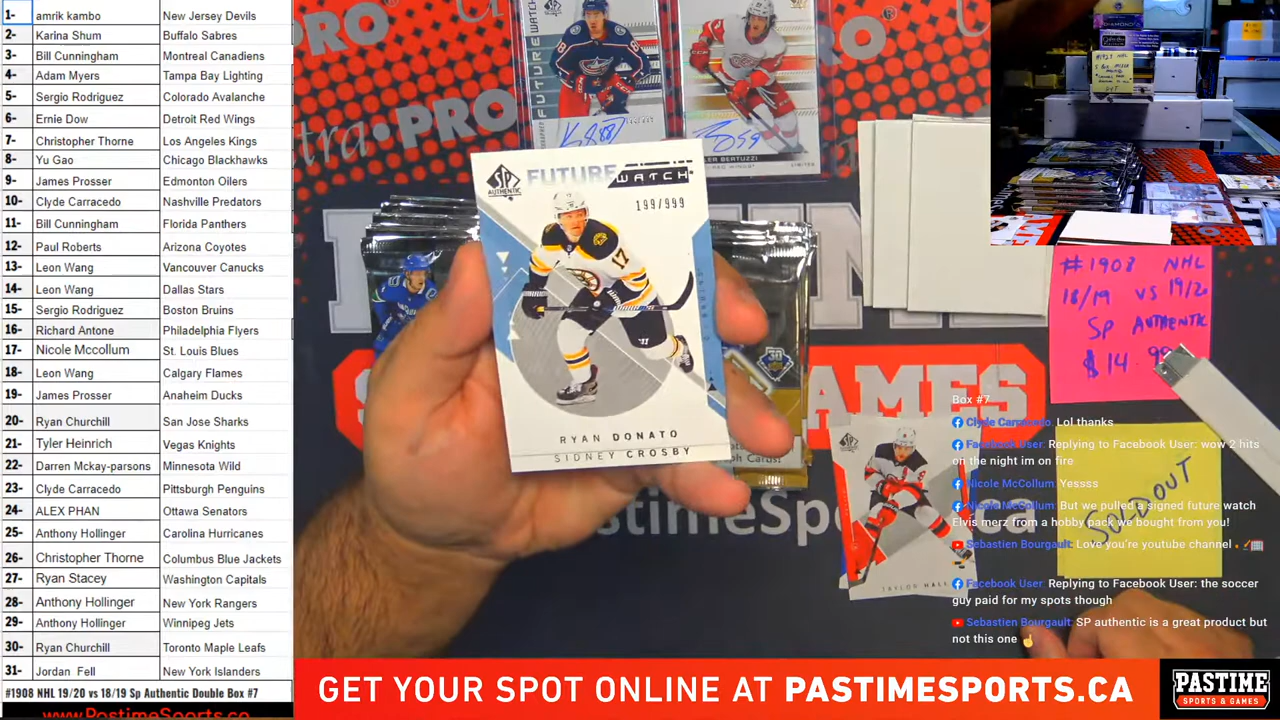 1- amrik kambo New Jersey Devils
2- Karina Shum Buffalo Sabres
3- Bill Cunningham Montreal Canadiens
4- Adam Myers Tampa Bay Lighting
5- Sergio Rodriguez Colorado Avalanche
6- Ernie Dow Detroit Red Wings
7- Christopher Thorne Los Angeles Kings
8- Yu Gao Chicago Blackhawks
9- James Prosser Edmonton Oilers
10- Clyde Carracedo Nashville Predators
11- Bill Cunningham Florida Panthers
12- Paul Roberts Arizona Coyotes
13- Leon Wang Vancouver Canucks
14- Leon Wang Dallas Stars
15- Sergio Rodriguez Boston Bruins
16- Richard Antone Philadelphia Flyers
17- Nicole Mccollum St. Louis Blues
18- Leon Wang Calgary Flames
19- James Prosser Anaheim Ducks
20- Ryan Churchill San Jose Sharks
21- Tyler Heinrich Vegas Knights
22- Darren Mckay-parsons Minnesota Wild
23- Clyde Carracedo Pittsburgh Penguins
24- ALEX PHAN Ottawa Senators
25- Anthony Hollinger Carolina Hurricanes
26- Christopher Thorne Columbus Blue Jackets
27- Ryan Stacey Washington Capitals
28- Anthony Hollinger New York Rangers
29- Anthony Hollinger Winnipeg Jets
30- Ryan Churchill Toronto Maple Leafs
31- Jordan Fell New York Islanders
#1908 NHL 19/20 vs 18/19 Sp Authentic Double Box #7
www.PastimeSports.ca
FUTURE WATCH
LER BERTUZZI
SP AUTHENTIC
FUTURE WATCH
199/999
17
RYAN DONATO
SIDNEY CROSBY
TAYLOR HALL
#1908 NHL
18/19 vs 19/20
SP AUTHENTIC
$14.99
SOLD OUT
Box #7
Clyde Carracedo: Lol thanks
Facebook User: Replying to Facebook User: wow 2 hits
on the night im on fire
Nicole McCollum: Yessss
Nicole McCollum: But we pulled a signed future watch
Elvis merz from a hobby pack we bought from you!
Sebastien Bourgault: Love you're youtube channel
Facebook User: Replying to Facebook User: the soccer
guy paid for my spots though
Sebastien Bourgault: SP authentic is a great product but
not this one
GET YOUR SPOT ONLINE AT PASTIMESPORTS.CA
PASTIME
SPORTS & GAMES